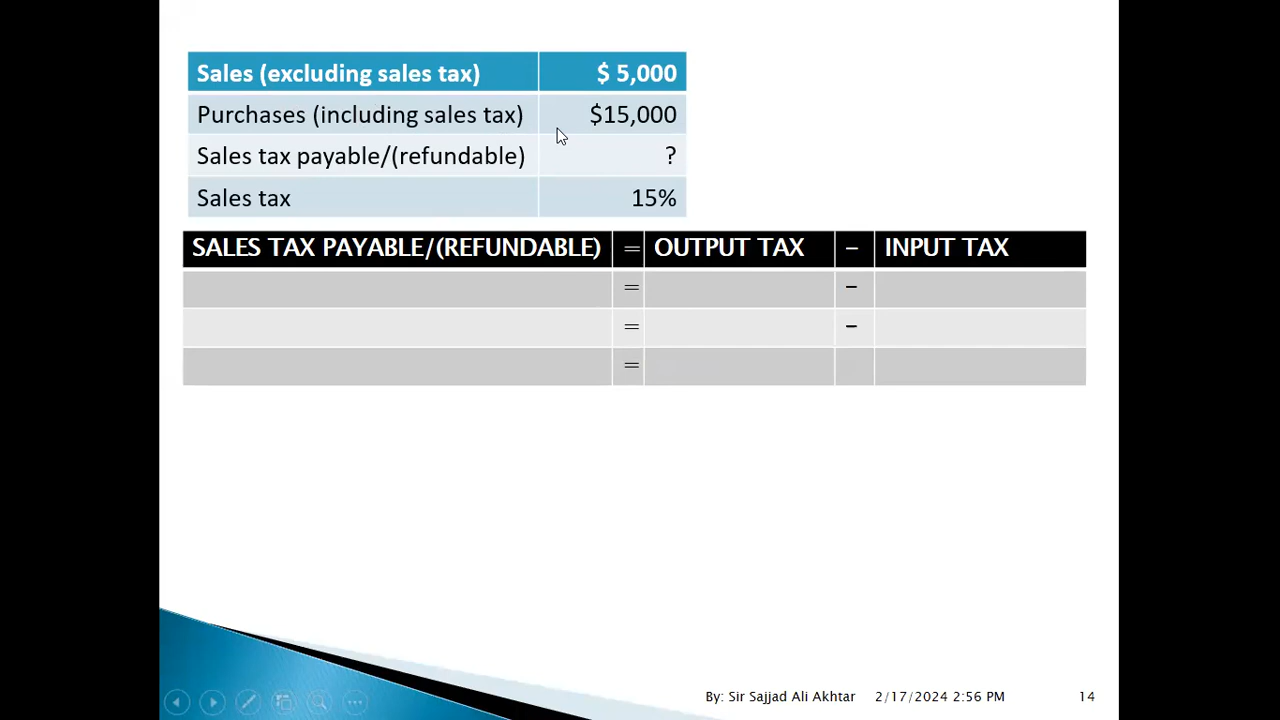 Sales (excluding sales tax) $ 5,000
Purchases (including sales tax) $15,000
Sales tax payable/(refundable) ?
Sales tax 15%
SALES TAX PAYABLE/(REFUNDABLE) = OUTPUT TAX – INPUT TAX
= –
= –
=
By: Sir Sajjad Ali Akhtar 2/17/2024 2:56 PM 14